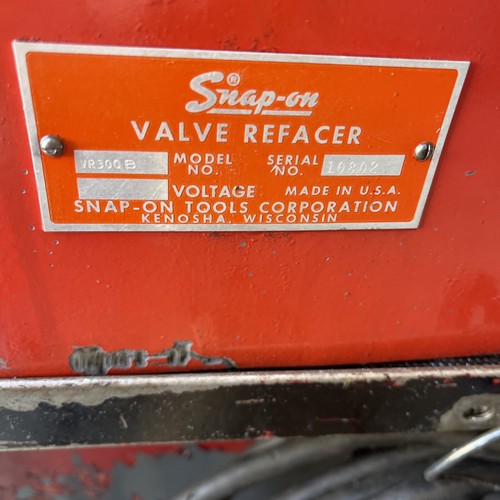 Snap-on®
VALVE REFACER
VR300B MODEL NO. SERIAL NO. 10802
VOLTAGE MADE IN U.S.A.
SNAP-ON TOOLS CORPORATION
KENOSHA, WISCONSIN